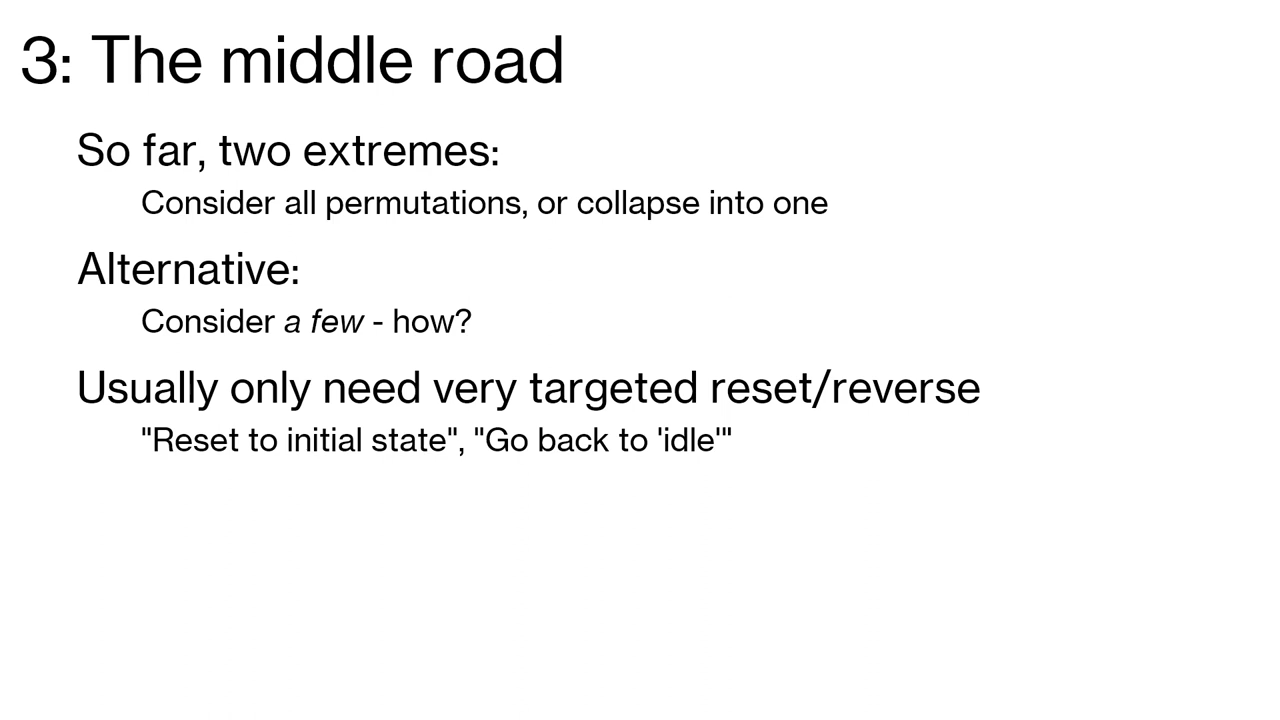 3: The middle road
So far, two extremes:
Consider all permutations, or collapse into one
Alternative:
Consider a few - how?
Usually only need very targeted reset/reverse
"Reset to initial state", "Go back to 'idle'"